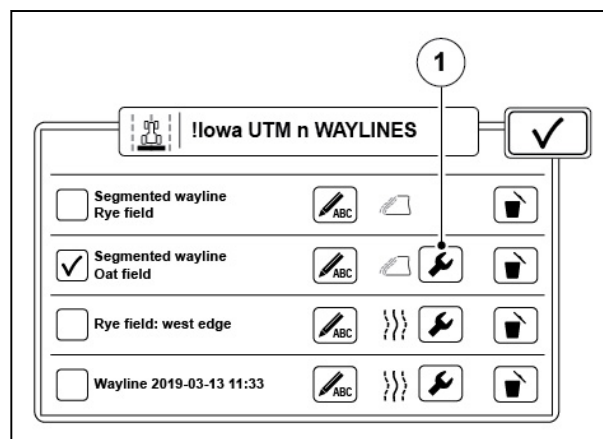 1
!Iowa UTM n WAYLINES
Segmented wayline
Rye field
ABC
Segmented wayline
Oat field
ABC
Rye field: west edge
ABC
Wayline 2019-03-13 11:33
ABC